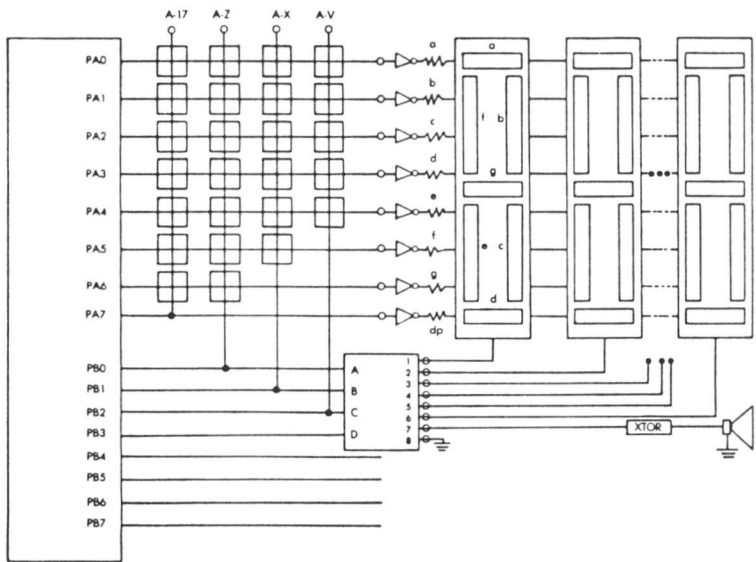 A-17 A-Z A-X A-V
PA0 a a
PA1 b
f b
PA2 c
PA3 d
g
PA4 e
PA5 f
e c
PA6 g
d
PA7
dp
PB0 A 1
2
PB1 B 3
4
PB2 C 5
6
PB3 D 7 XTOR
8
PB4
PB5
PB6
PB7